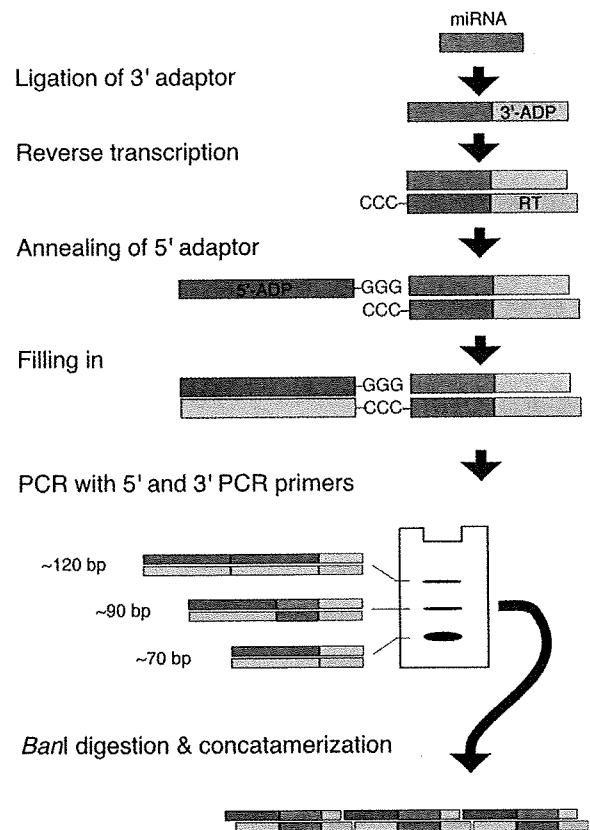 miRNA
Ligation of 3' adaptor
3'-ADP
Reverse transcription
CCC
RT
Annealing of 5' adaptor
5'-ADP
-GGG
CCC
Filling in
-GGG
-CCC-
PCR with 5' and 3' PCR primers
~120 bp
~90 bp
~70 bp
BanI digestion & concatamerization